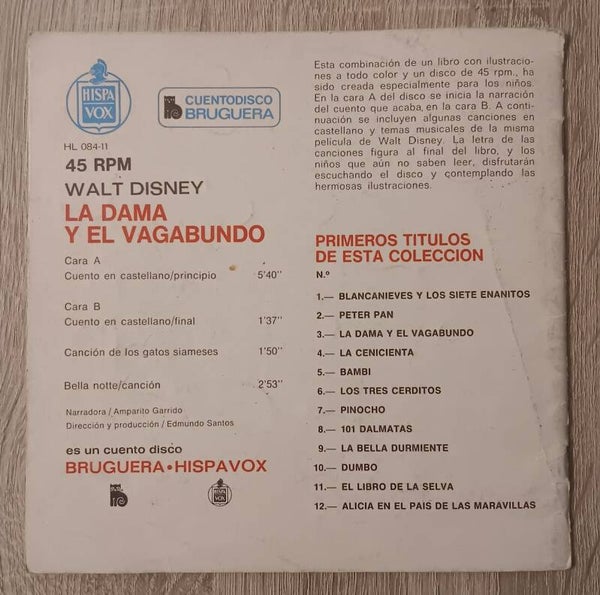 HISPA
VOX
CUENTODISCO
BRUGUERA
HL 084-11
45 RPM
WALT DISNEY
LA DAMA
Y EL VAGABUNDO
Cara A
Cuento en castellano/principio 5'40''
Cara B
Cuento en castellano/final 1'37''
Canción de los gatos siameses 1'50''
Bella notte/canción 2'53''
Narradora / Amparito Garrido
Dirección y producción / Edmundo Santos
es un cuento disco
BRUGUERA•HISPAVOX
HISPA
VOX
Esta combinación de un libro con ilustracio-
nes a todo color y un disco de 45 rpm., ha
sido creada especialmente para los niños.
En la cara A del disco se inicia la narración
del cuento que acaba, en la cara B. A conti-
nuación se incluyen algunas canciones en
castellano y temas musicales de la misma
película de Walt Disney. La letra de las
canciones figura al final del libro, y los
niños que aún no saben leer, disfrutarán
escuchando el disco y contemplando las
hermosas ilustraciones.
PRIMEROS TITULOS
DE ESTA COLECCION
N.º
1.— BLANCANIEVES Y LOS SIETE ENANITOS
2.— PETER PAN
3.— LA DAMA Y EL VAGABUNDO
4.— LA CENICIENTA
5.— BAMBI
6.— LOS TRES CERDITOS
7.— PINOCHO
8.— 101 DALMATAS
9.— LA BELLA DURMIENTE
10.— DUMBO
11.— EL LIBRO DE LA SELVA
12.— ALICIA EN EL PAIS DE LAS MARAVILLAS